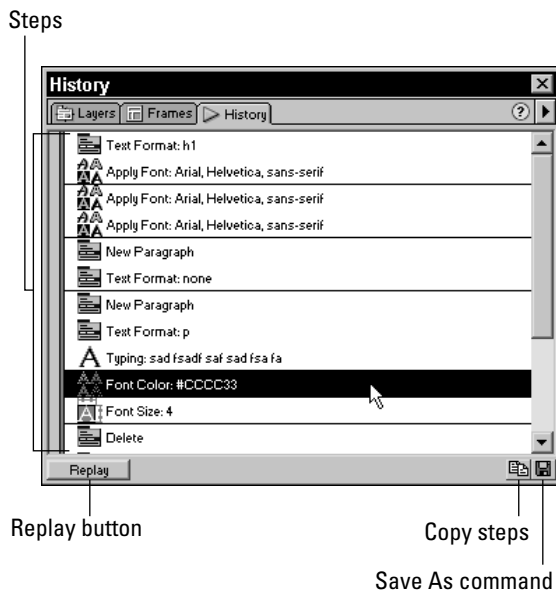 Steps
History
Layers Frames History
Text Format: h1
Apply Font: Arial, Helvetica, sans-serif
Apply Font: Arial, Helvetica, sans-serif
Apply Font: Arial, Helvetica, sans-serif
New Paragraph
Text Format: none
New Paragraph
Text Format: p
Typing: sad fsadf saf sad fsa fa
Font Color: #CCCC33
Font Size: 4
Delete
Replay
Replay button
Copy steps
Save As command